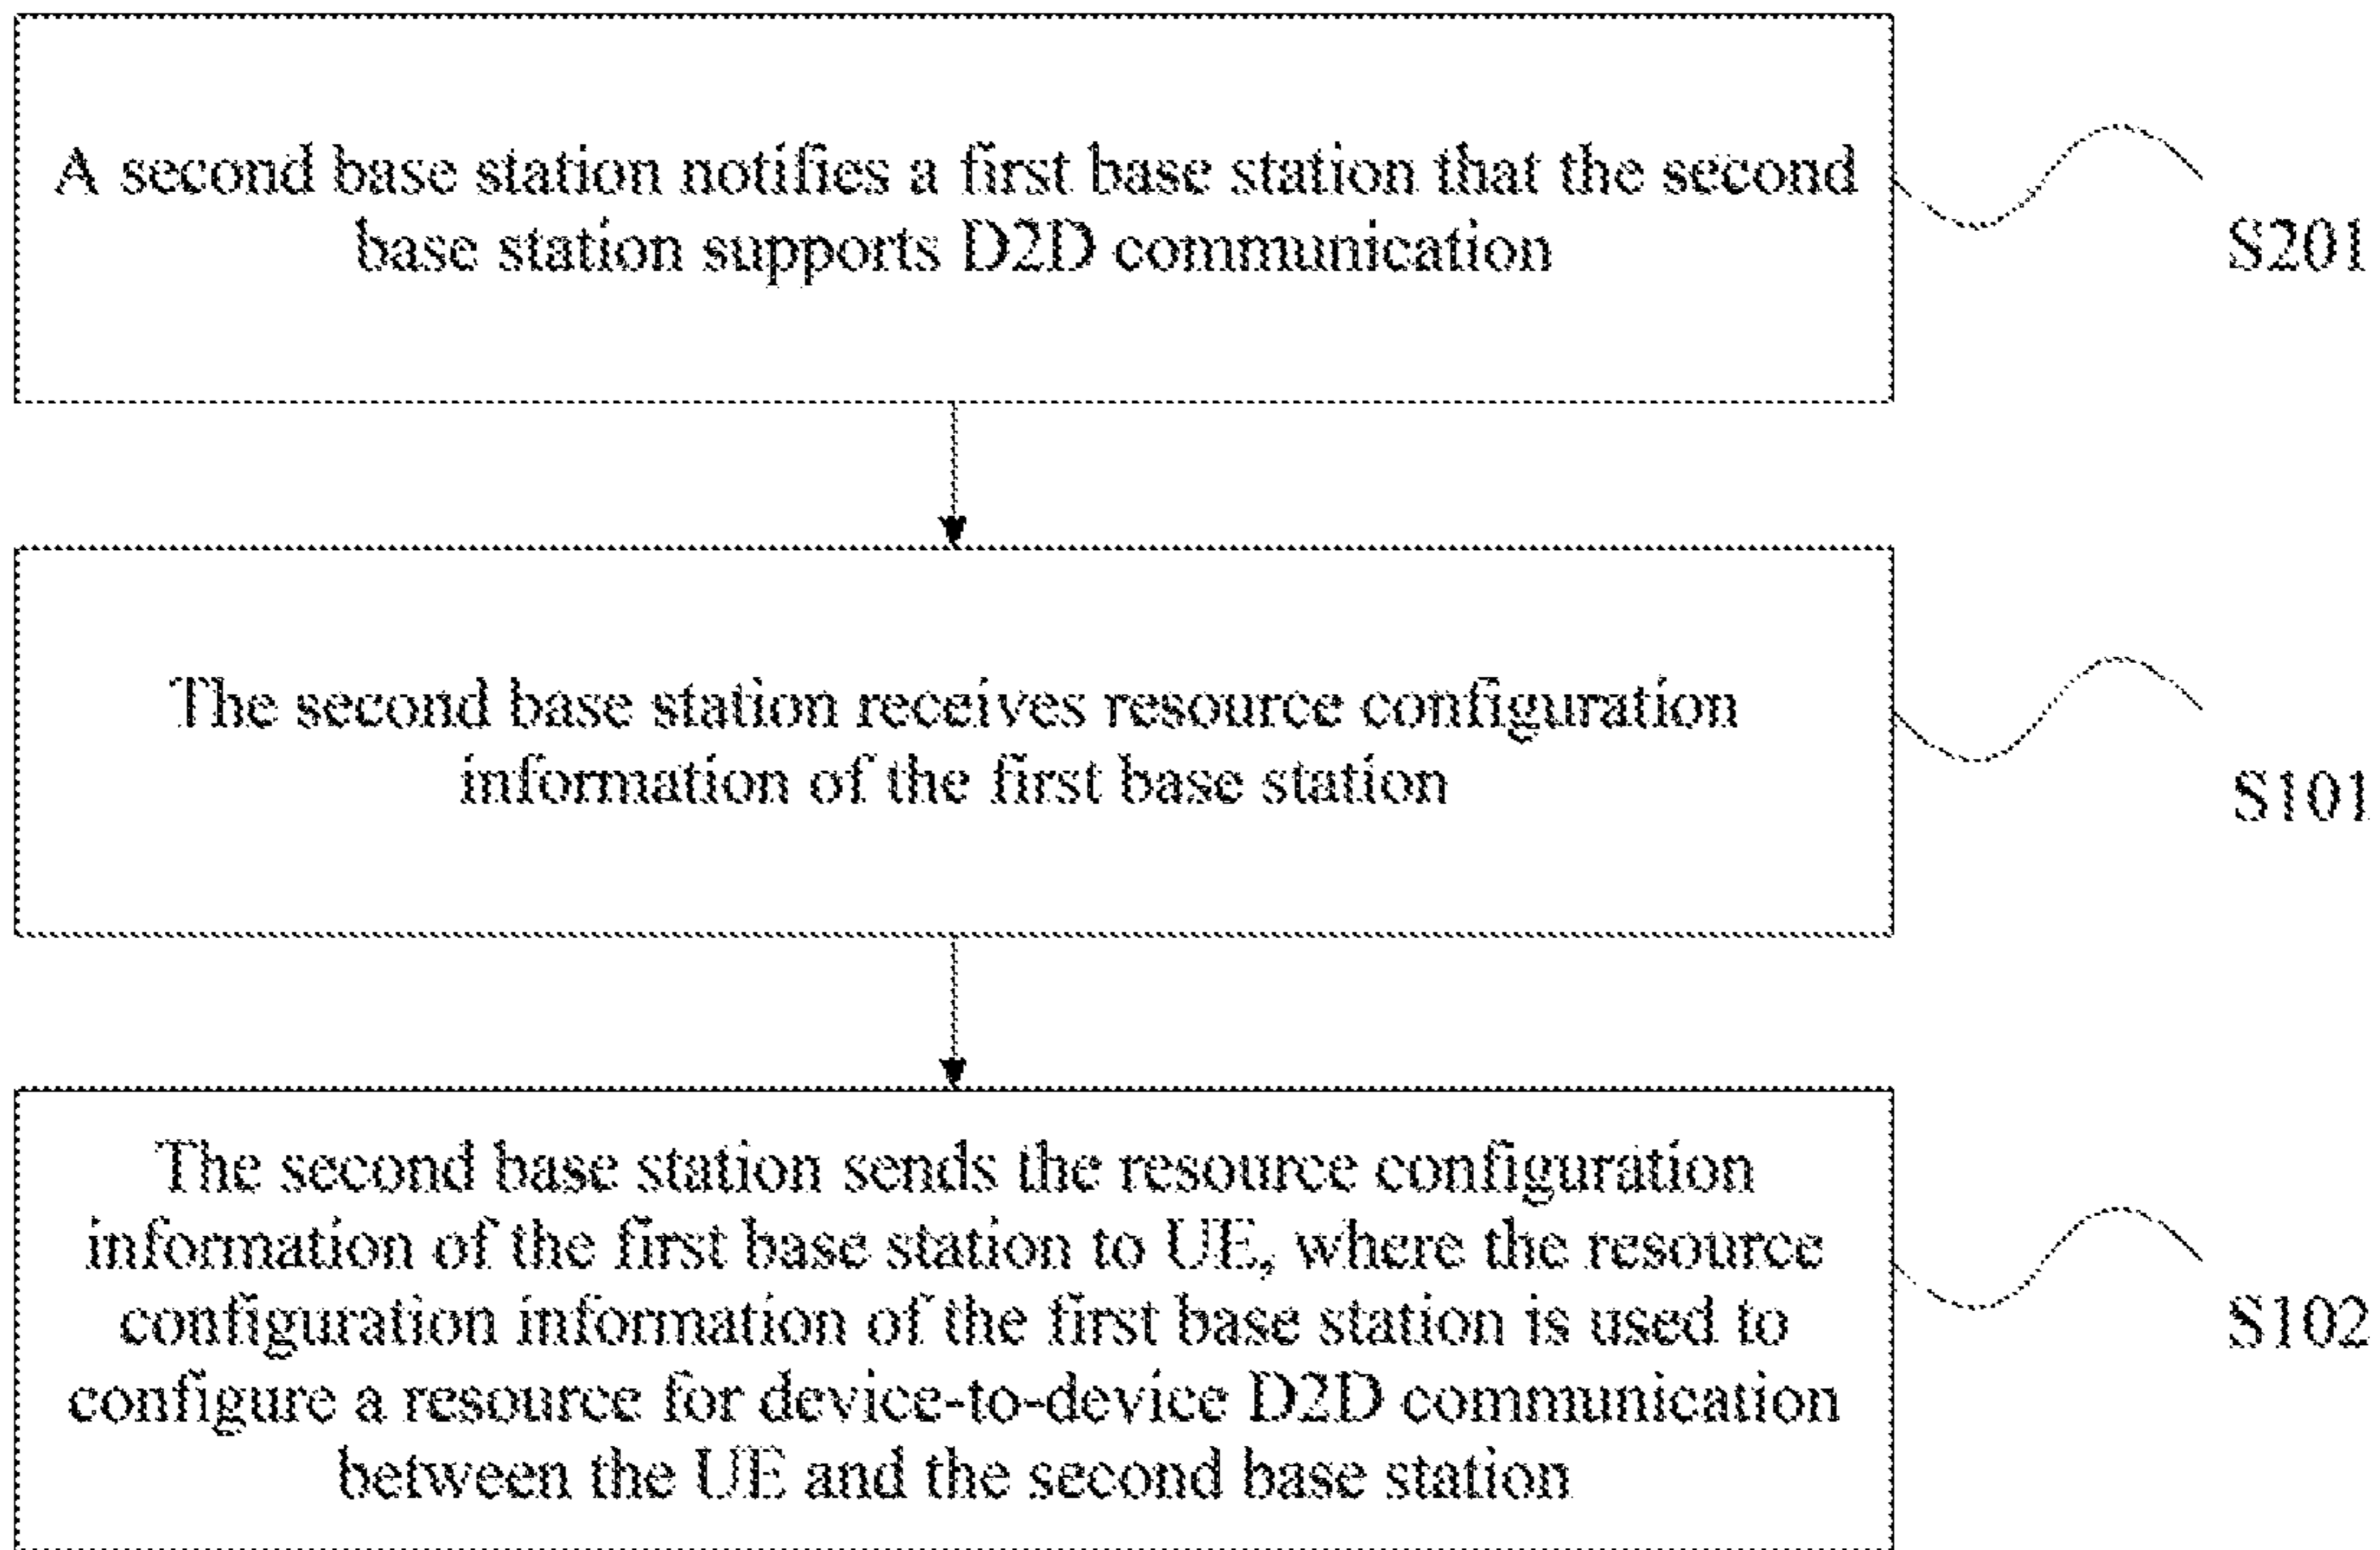 A second base station notifies a first base station that the second
base station supports D2D communication
S201
The second base station receives resource configuration
information of the first base station
S101
The second base station sends the resource configuration
information of the first base station to UE, where the resource
configuration information of the first base station is used to
configure a resource for device-to-device D2D communication
between the UE and the second base station
S102